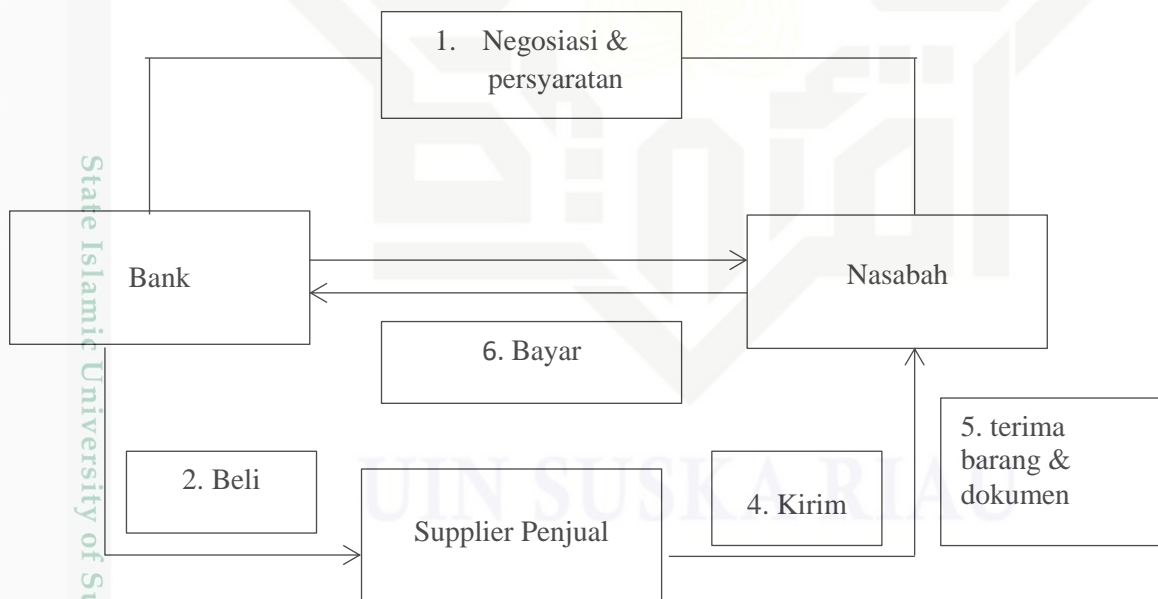 1. Negosiasi &
persyaratan
Bank
Nasabah
6. Bayar
2. Beli
Supplier Penjual
4. Kirim
5. terima
barang &
dokumen
UIN SUSKA RIAU
State Islamic University of Su